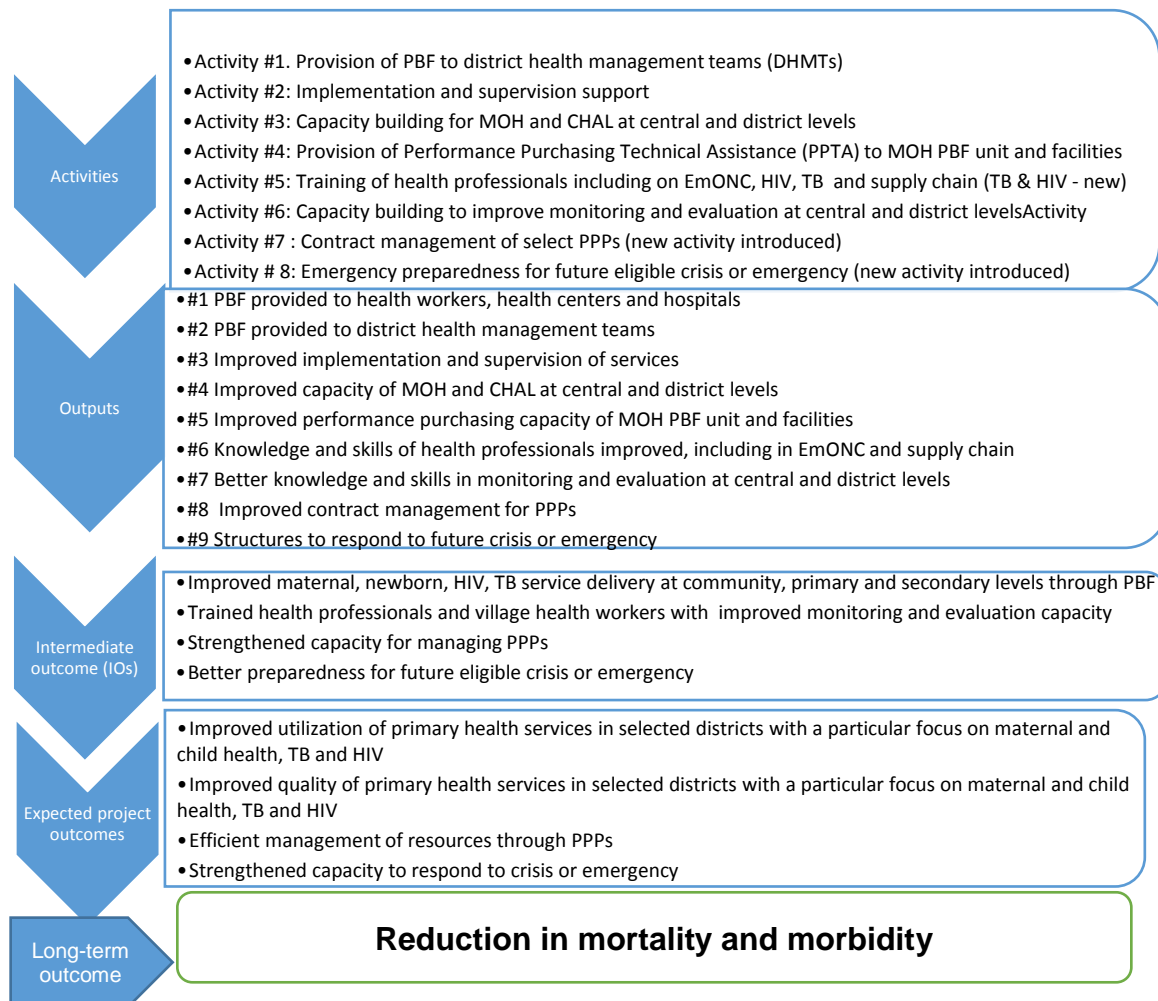 Activities
•Activity #1. Provision of PBF to district health management teams (DHMTs)
•Activity #2: Implementation and supervision support
•Activity #3: Capacity building for MOH and CHAL at central and district levels
•Activity #4: Provision of Performance Purchasing Technical Assistance (PPTA) to MOH PBF unit and facilities
•Activity #5: Training of health professionals including on EmONC, HIV, TB and supply chain (TB & HIV - new)
•Activity #6: Capacity building to improve monitoring and evaluation at central and district levelsActivity
•Activity #7 : Contract management of select PPPs (new activity introduced)
•Activity # 8: Emergency preparedness for future eligible crisis or emergency (new activity introduced)
Outputs
•#1 PBF provided to health workers, health centers and hospitals
•#2 PBF provided to district health management teams
•#3 Improved implementation and supervision of services
•#4 Improved capacity of MOH and CHAL at central and district levels
•#5 Improved performance purchasing capacity of MOH PBF unit and facilities
•#6 Knowledge and skills of health professionals improved, including in EmONC and supply chain
•#7 Better knowledge and skills in monitoring and evaluation at central and district levels
•#8 Improved contract management for PPPs
•#9 Structures to respond to future crisis or emergency
Intermediate
outcome (IOs)
•Improved maternal, newborn, HIV, TB service delivery at community, primary and secondary levels through PBF
•Trained health professionals and village health workers with improved monitoring and evaluation capacity
•Strengthened capacity for managing PPPs
•Better preparedness for future eligible crisis or emergency
Expected project
outcomes
•Improved utilization of primary health services in selected districts with a particular focus on maternal and
child health, TB and HIV
•Improved quality of primary health services in selected districts with a particular focus on maternal and child
health, TB and HIV
•Efficient management of resources through PPPs
•Strengthened capacity to respond to crisis or emergency
Long-term
outcome
Reduction in mortality and morbidity